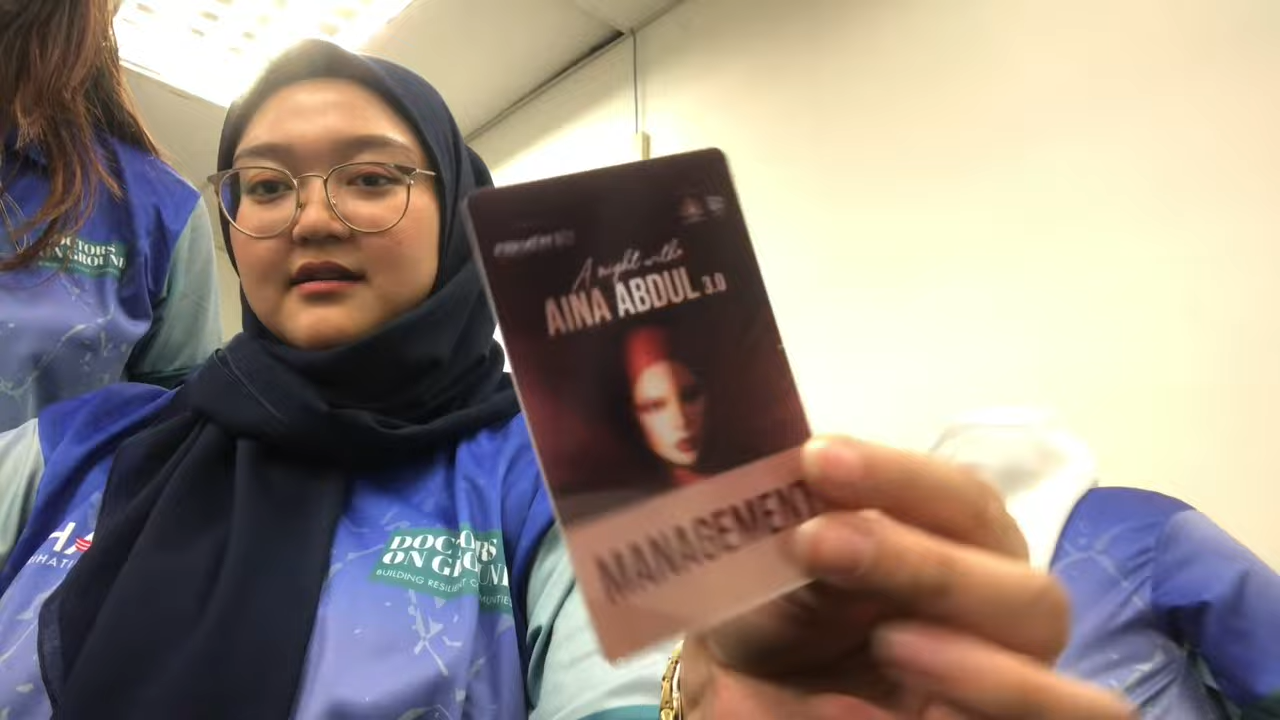 DOCTORS
ON GROUND
A night with
AINA ABDUL 3.0
MANAGEMENT
DOCTORS
ON GROUND
BUILDING RESILIENT COMMUNITIES